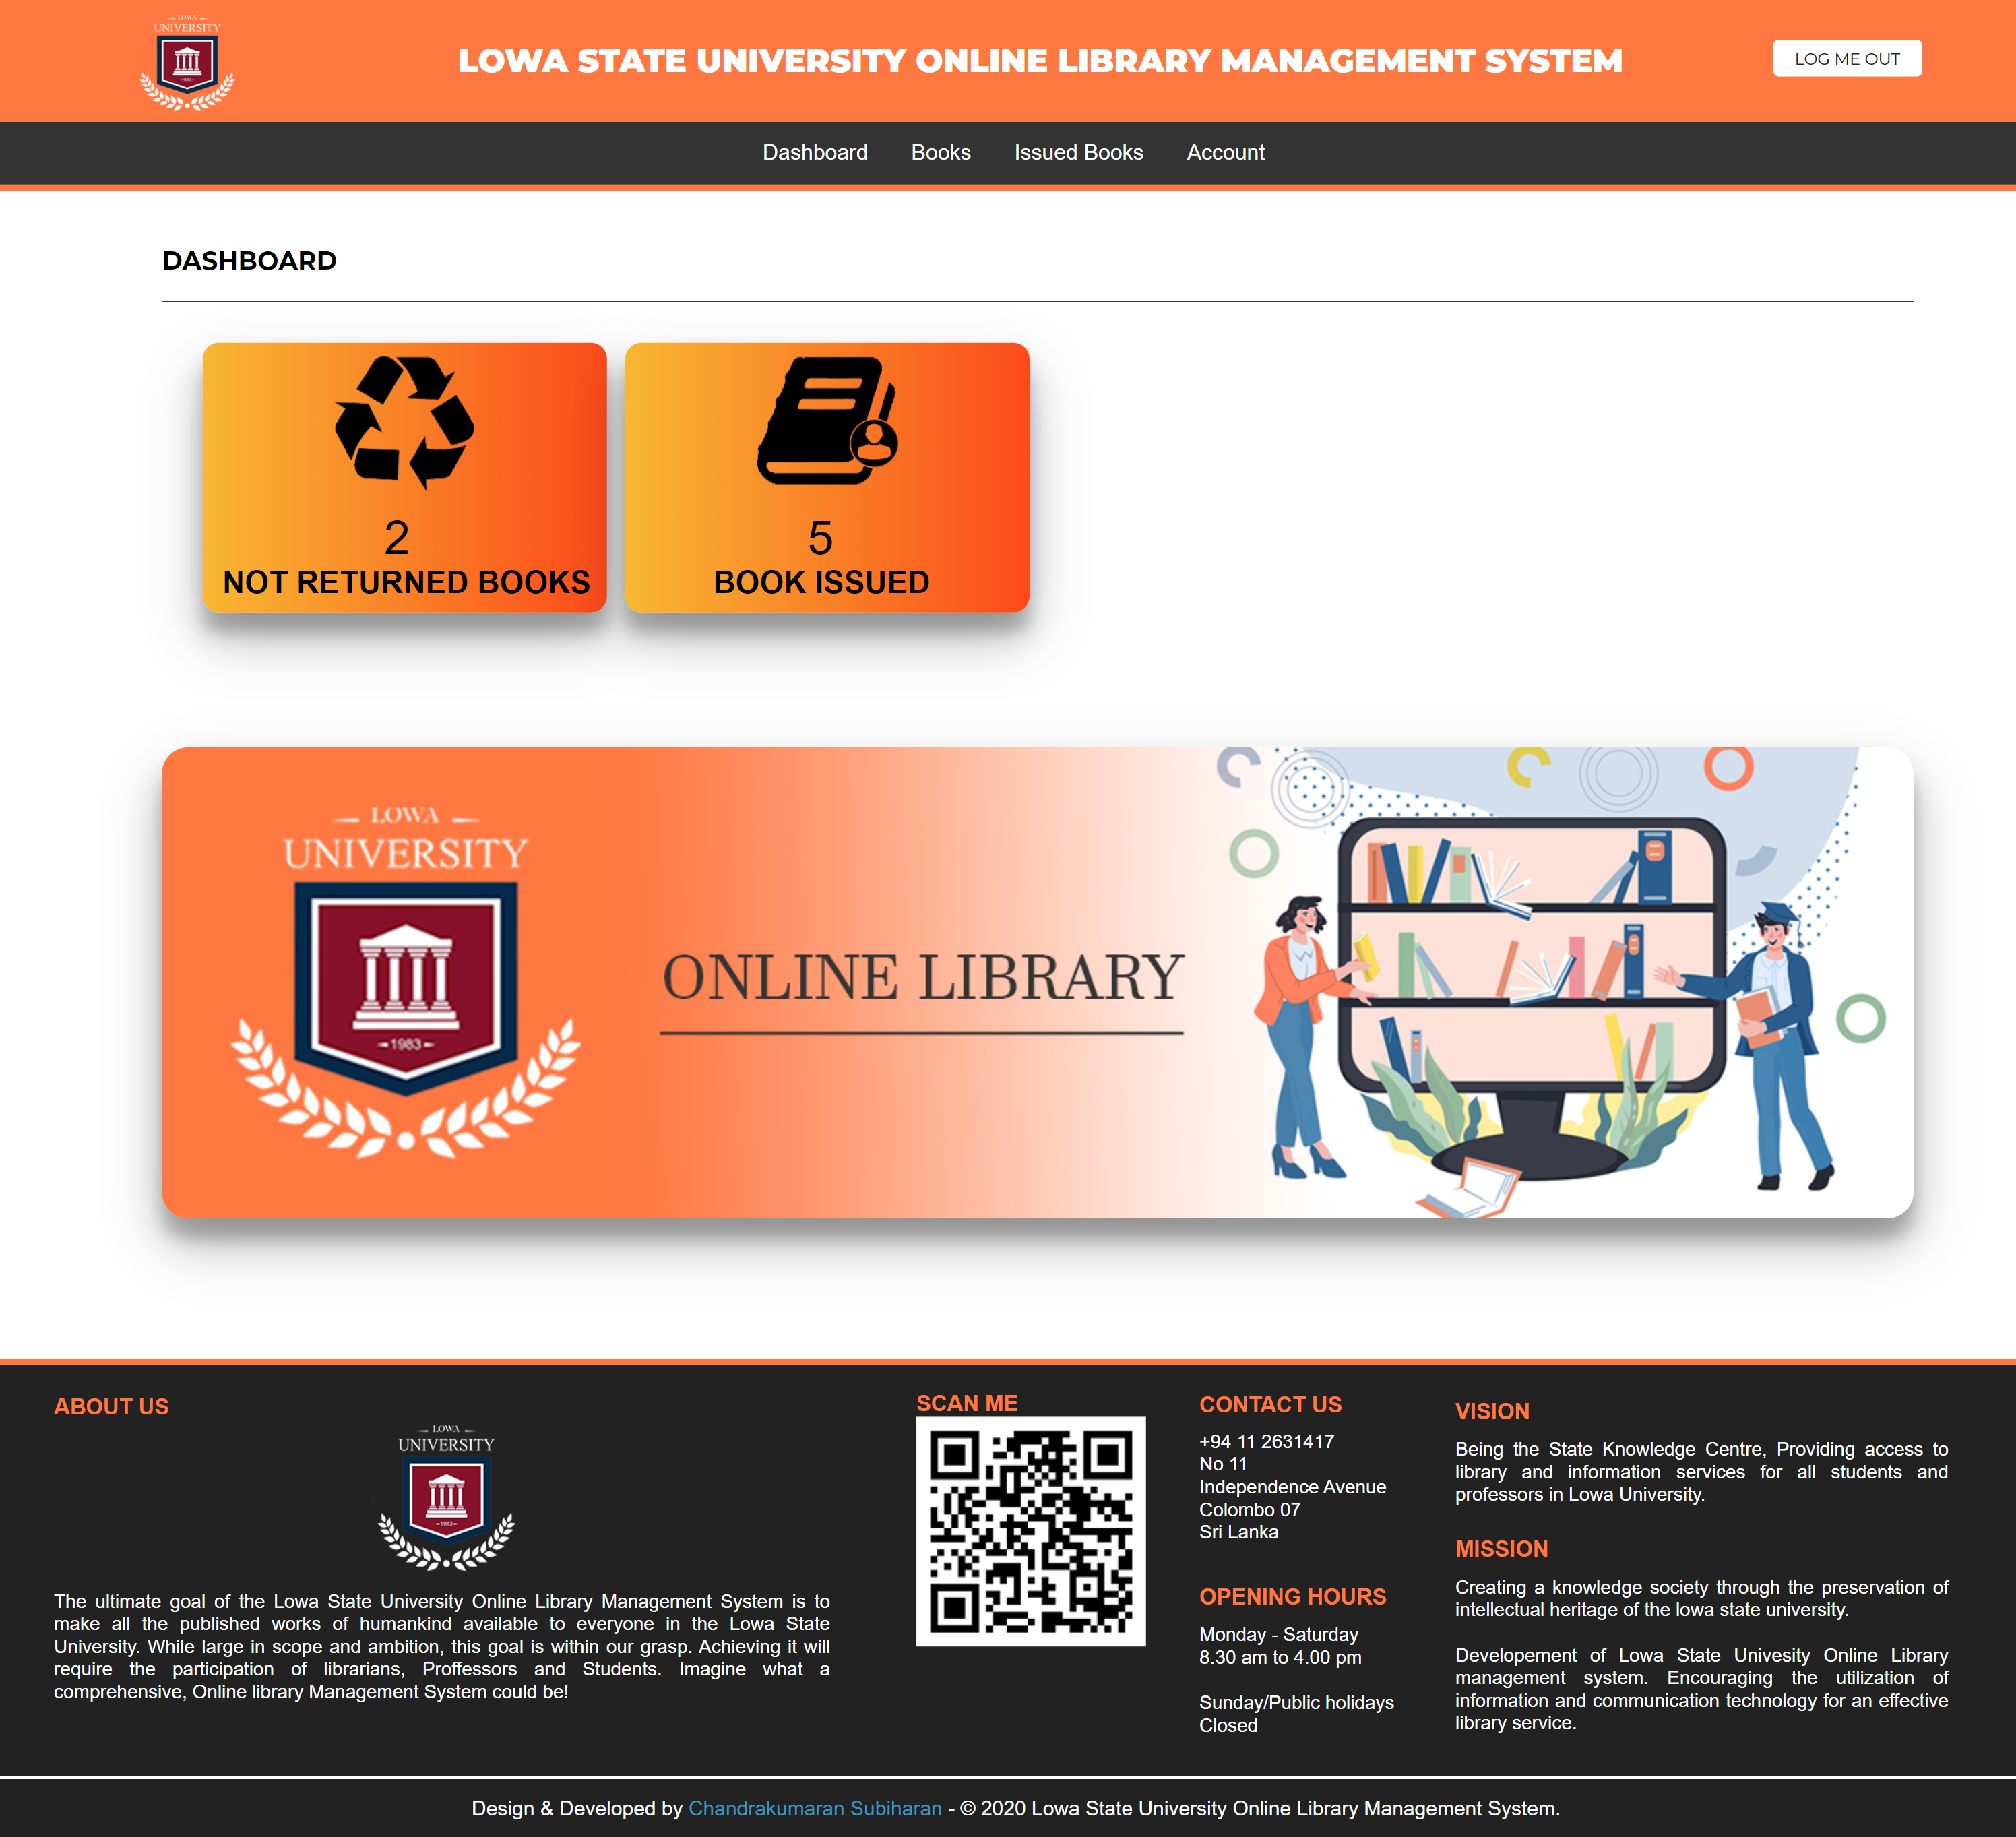 LOWA
UNIVERSITY
LOWA STATE UNIVERSITY ONLINE LIBRARY MANAGEMENT SYSTEM
LOG ME OUT
Dashboard Books Issued Books Account
DASHBOARD
2
NOT RETURNED BOOKS
5
BOOK ISSUED
LOWA
UNIVERSITY
1983
ONLINE LIBRARY
ABOUT US
LOWA
UNIVERSITY
1983
The ultimate goal of the Lowa State University Online Library Management System is to
make all the published works of humankind available to everyone in the Lowa State
University. While large in scope and ambition, this goal is within our grasp. Achieving it will
require the participation of librarians, Proffessors and Students. Imagine what a
comprehensive, Online library Management System could be!
SCAN ME
CONTACT US
+94 11 2631417
No 11
Independence Avenue
Colombo 07
Sri Lanka
OPENING HOURS
Monday - Saturday
8.30 am to 4.00 pm
Sunday/Public holidays
Closed
VISION
Being the State Knowledge Centre, Providing access to
library and information services for all students and
professors in Lowa University.
MISSION
Creating a knowledge society through the preservation of
intellectual heritage of the lowa state university.
Developement of Lowa State Univesity Online Library
management system. Encouraging the utilization of
information and communication technology for an effective
library service.
Design & Developed by Chandrakumaran Subiharan - © 2020 Lowa State University Online Library Management System.